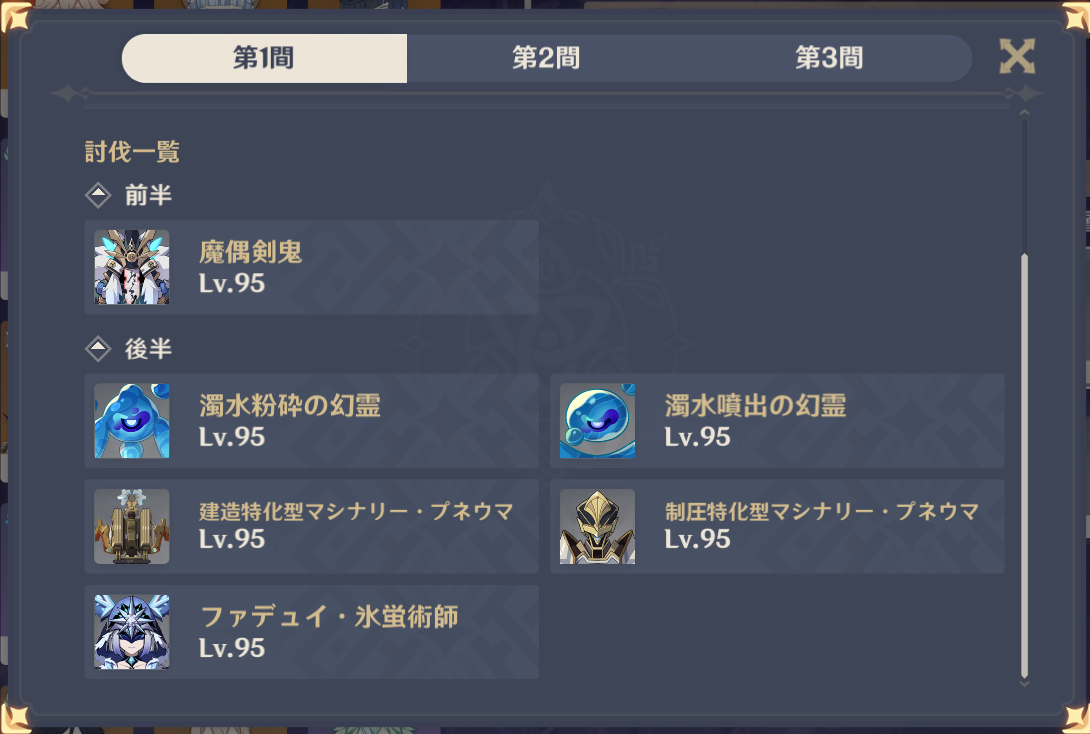 第1間
第2間
第3間
討伐一覧
前半
魔偶剣鬼
Lv.95
後半
濁水粉砕の幻霊
Lv.95
濁水噴出の幻霊
Lv.95
建造特化型マシナリー・プネウマ
Lv.95
制圧特化型マシナリー・プネウマ
Lv.95
ファデュイ・氷蛍術師
Lv.95